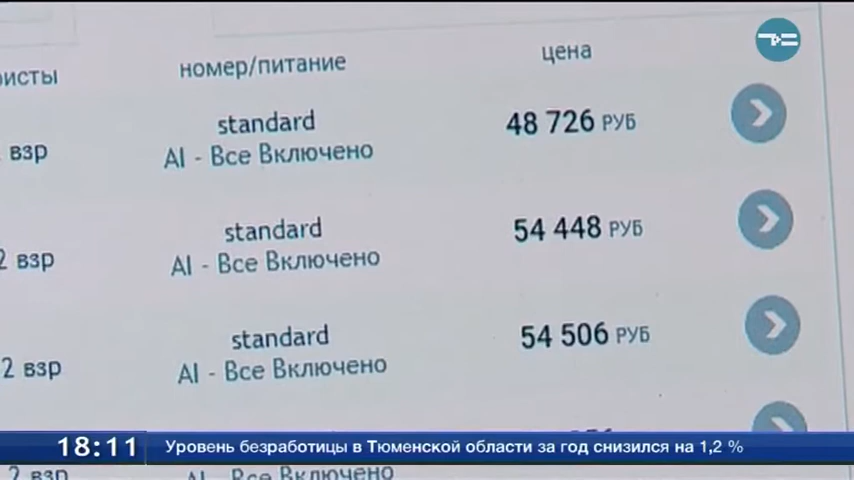 номер/питание
цена
standard
48 726 РУБ
взр
AI - Все Включено
standard
54 448 РУБ
2 взр
AI - Все Включено
standard
54 506 РУБ
2 взр
AI - Все Включено
18:11 Уровень безработицы в Тюменской области за год снизился на 1,2 %
2 взр
AI - Все Включено